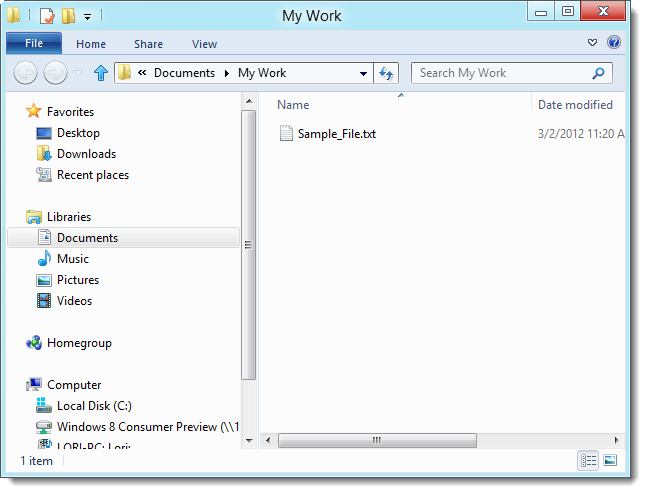 My Work
File Home Share View
« Documents My Work Search My Work
Name Date modified
Sample_File.txt 3/2/2012 11:20 A
Favorites
Desktop
Downloads
Recent places
Libraries
Documents
Music
Pictures
Videos
Homegroup
Computer
Local Disk (C:)
Windows 8 Consumer Preview (\\1
LORI-PC: Lori:
1 item